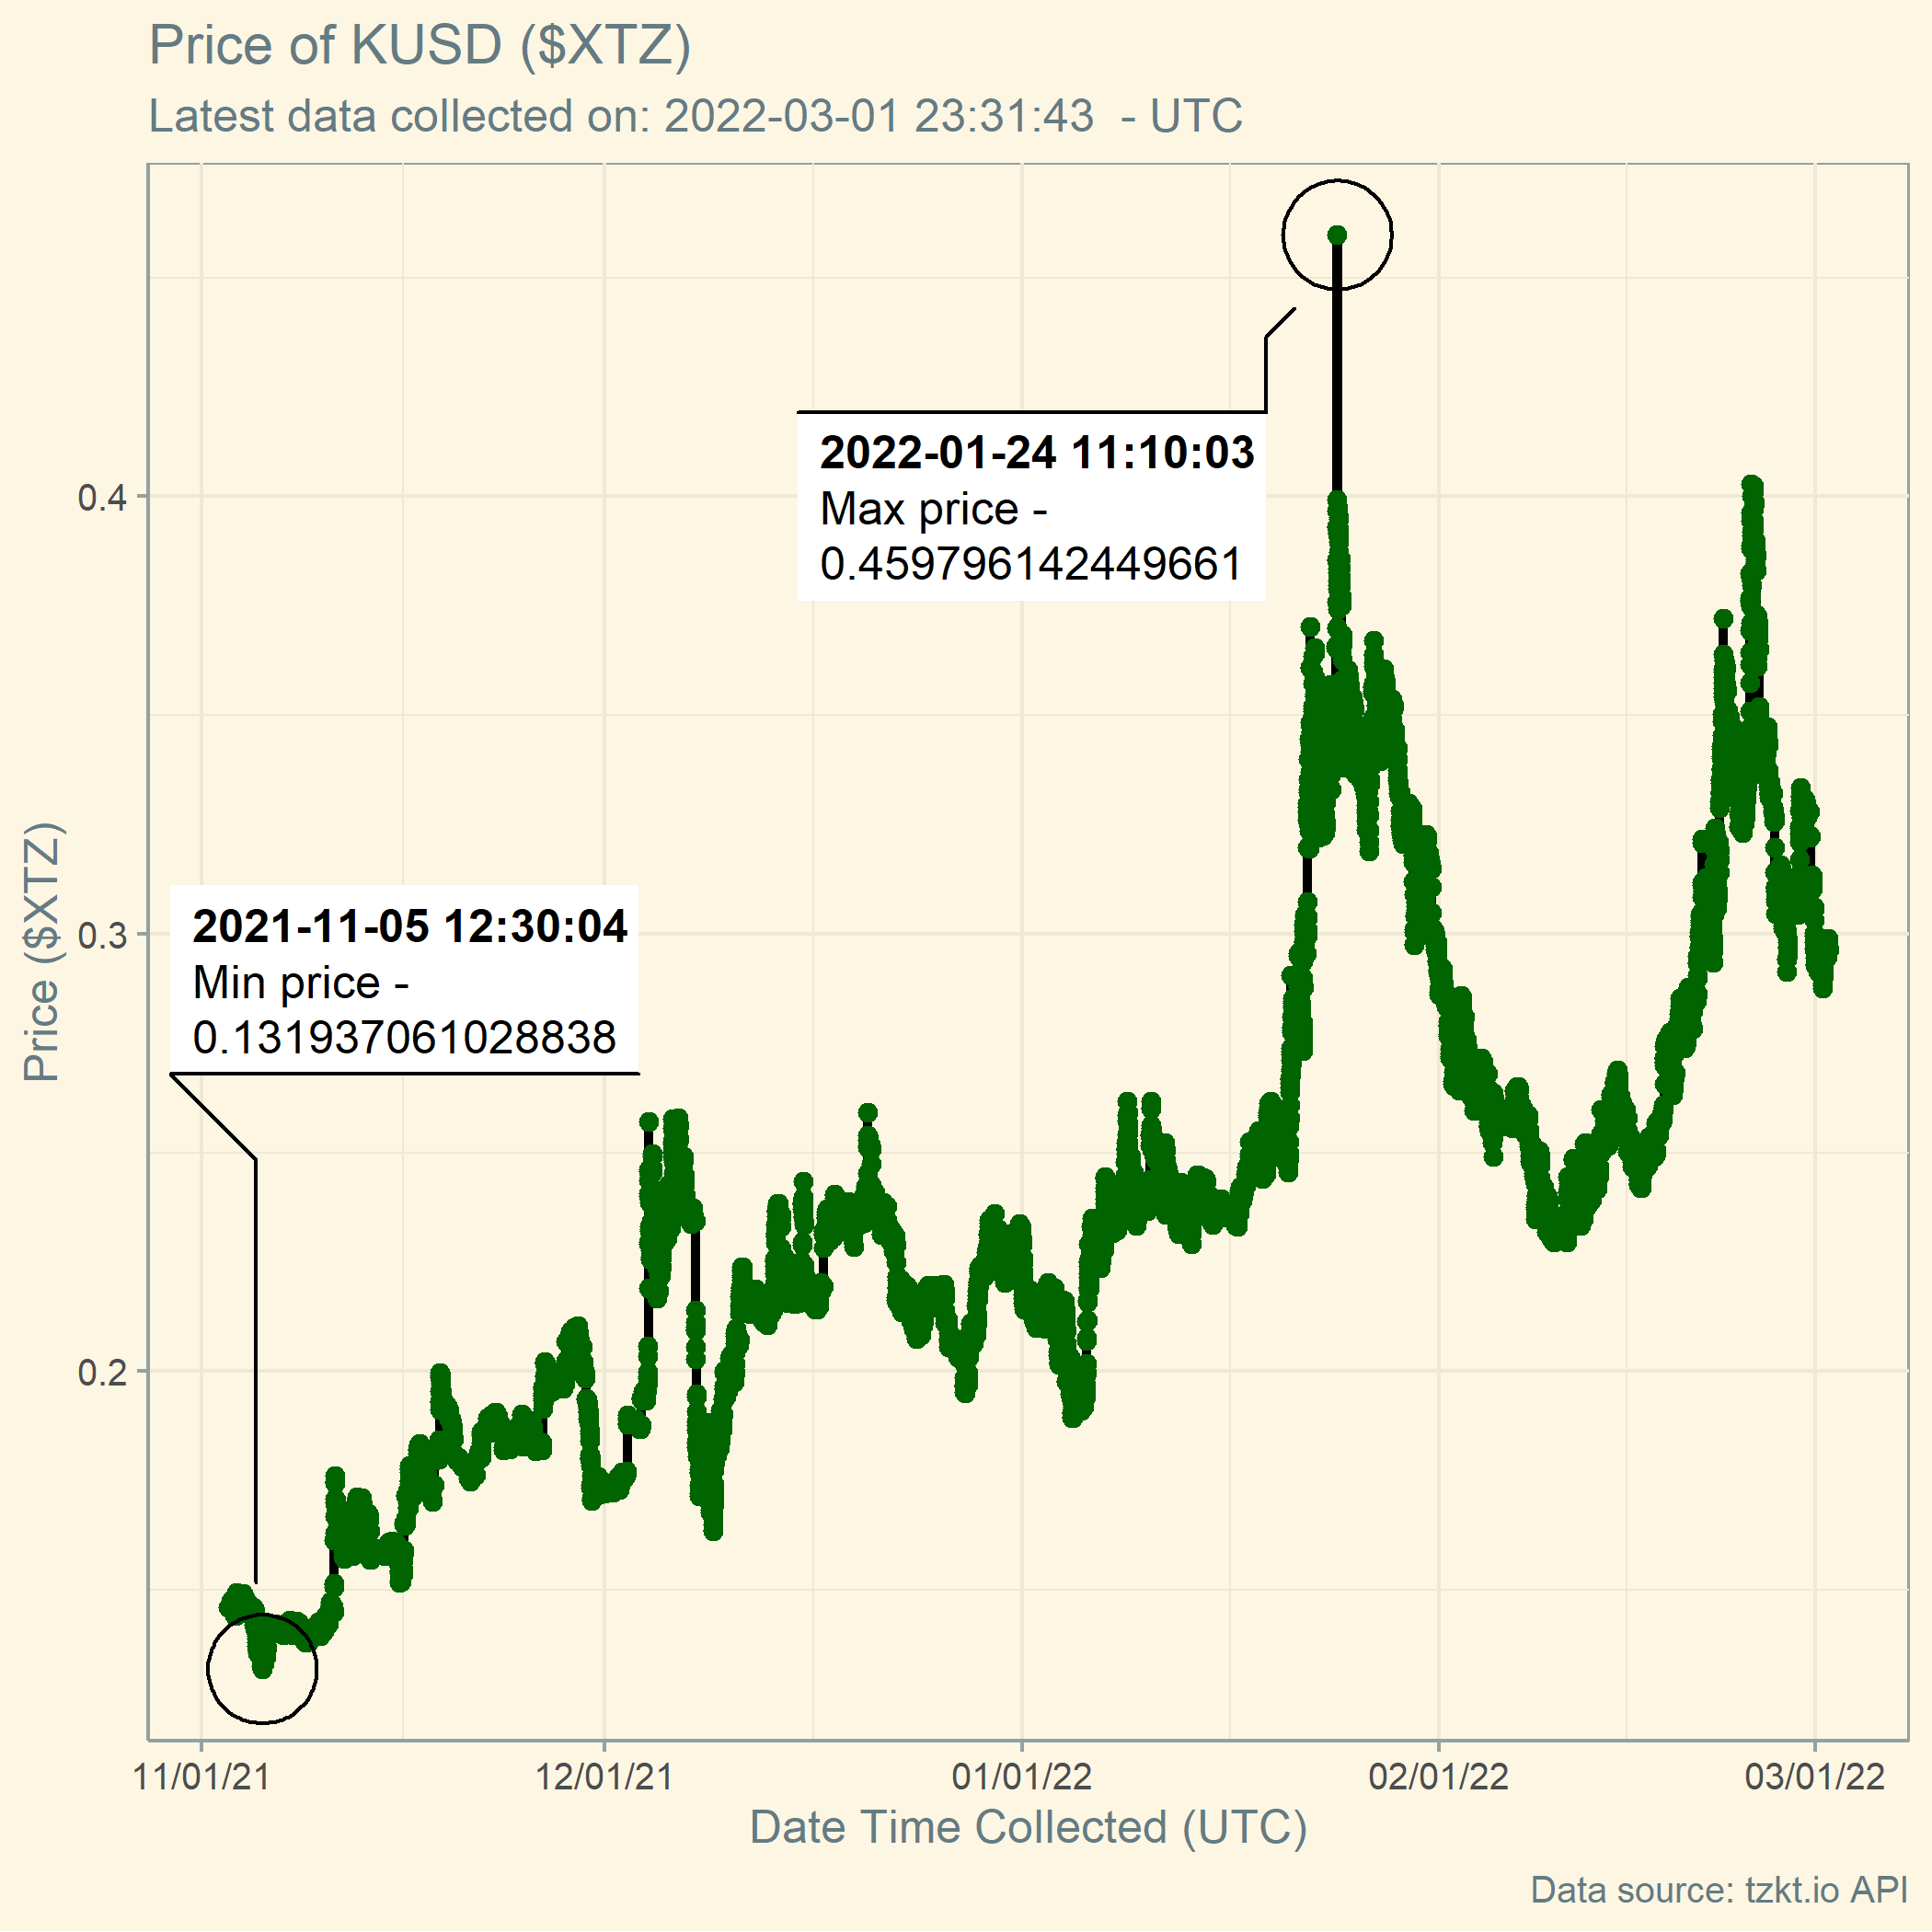 Price of KUSD ($XTZ)
Latest data collected on: 2022-03-01 23:31:43  - UTC
2022-01-24 11:10:03
Max price -
0.459796142449661
0.4
2021-11-05 12:30:04
Min price -
0.131937061028838
0.3
0.2
Price ($XTZ)
11/01/21
12/01/21
01/01/22
02/01/22
03/01/22
Date Time Collected (UTC)
Data source: tzkt.io API